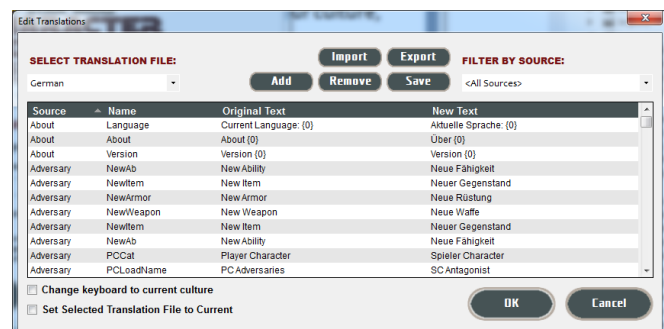 Edit Translations
Import Export
SELECT TRANSLATION FILE: FILTER BY SOURCE:
German Add Remove Save <All Sources>
Source Name Original Text New Text
About Language Current Language: {0} Aktuelle Sprache: {0}
About About About {0} Über {0}
About Version Version {0} Version {0}
Adversary NewAb New Ability Neue Fähigkeit
Adversary NewItem New Item Neuer Gegenstand
Adversary NewArmor New Armor Neue Rüstung
Adversary NewWeapon New Weapon Neue Waffe
Adversary NewItem New Item Neuer Gegenstand
Adversary NewAb New Ability Neue Fähigkeit
Adversary PCCat Player Character Spieler Character
Adversary PCLoadName PC Adversaries SC Antagonist
Change keyboard to current culture
Set Selected Translation File to Current
OK Cancel